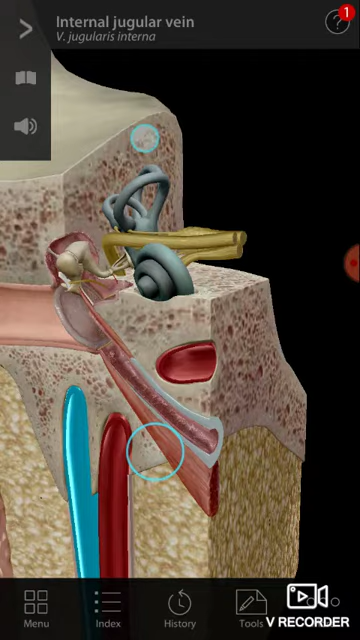 Internal jugular vein
V. jugularis interna
?
1
Menu
Index
History
Tools
V RECORDER